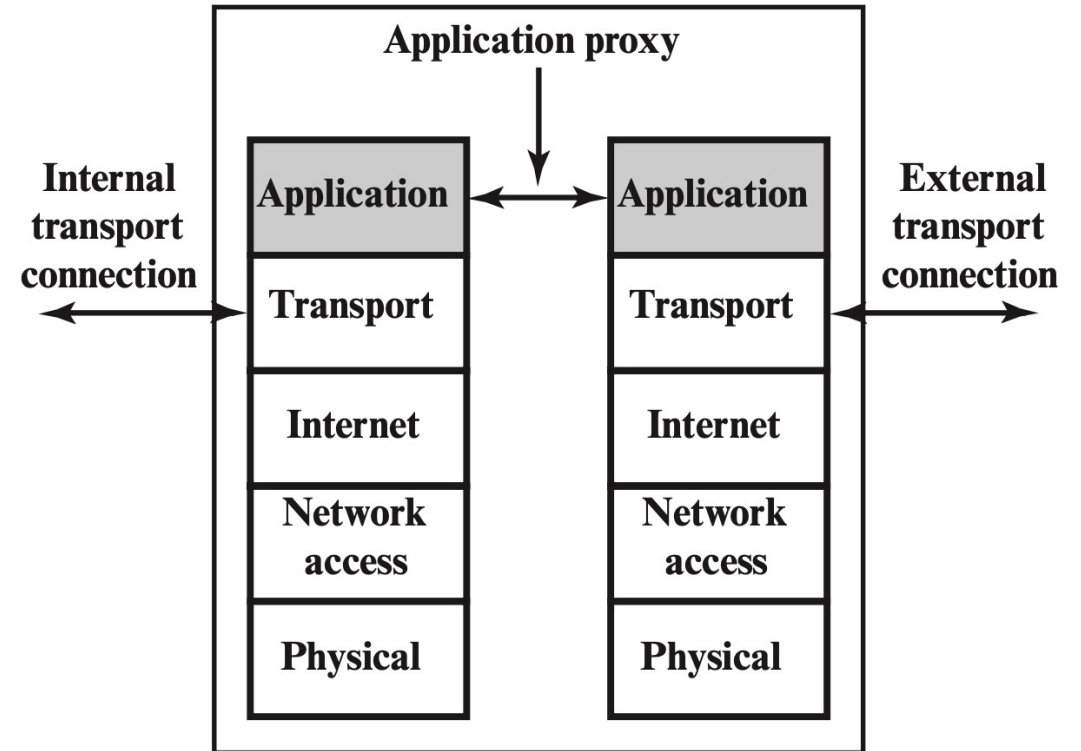 Application proxy
Internal
transport
connection
Application
Application
External
transport
connection
Transport
Transport
Internet
Internet
Network
access
Network
access
Physical
Physical